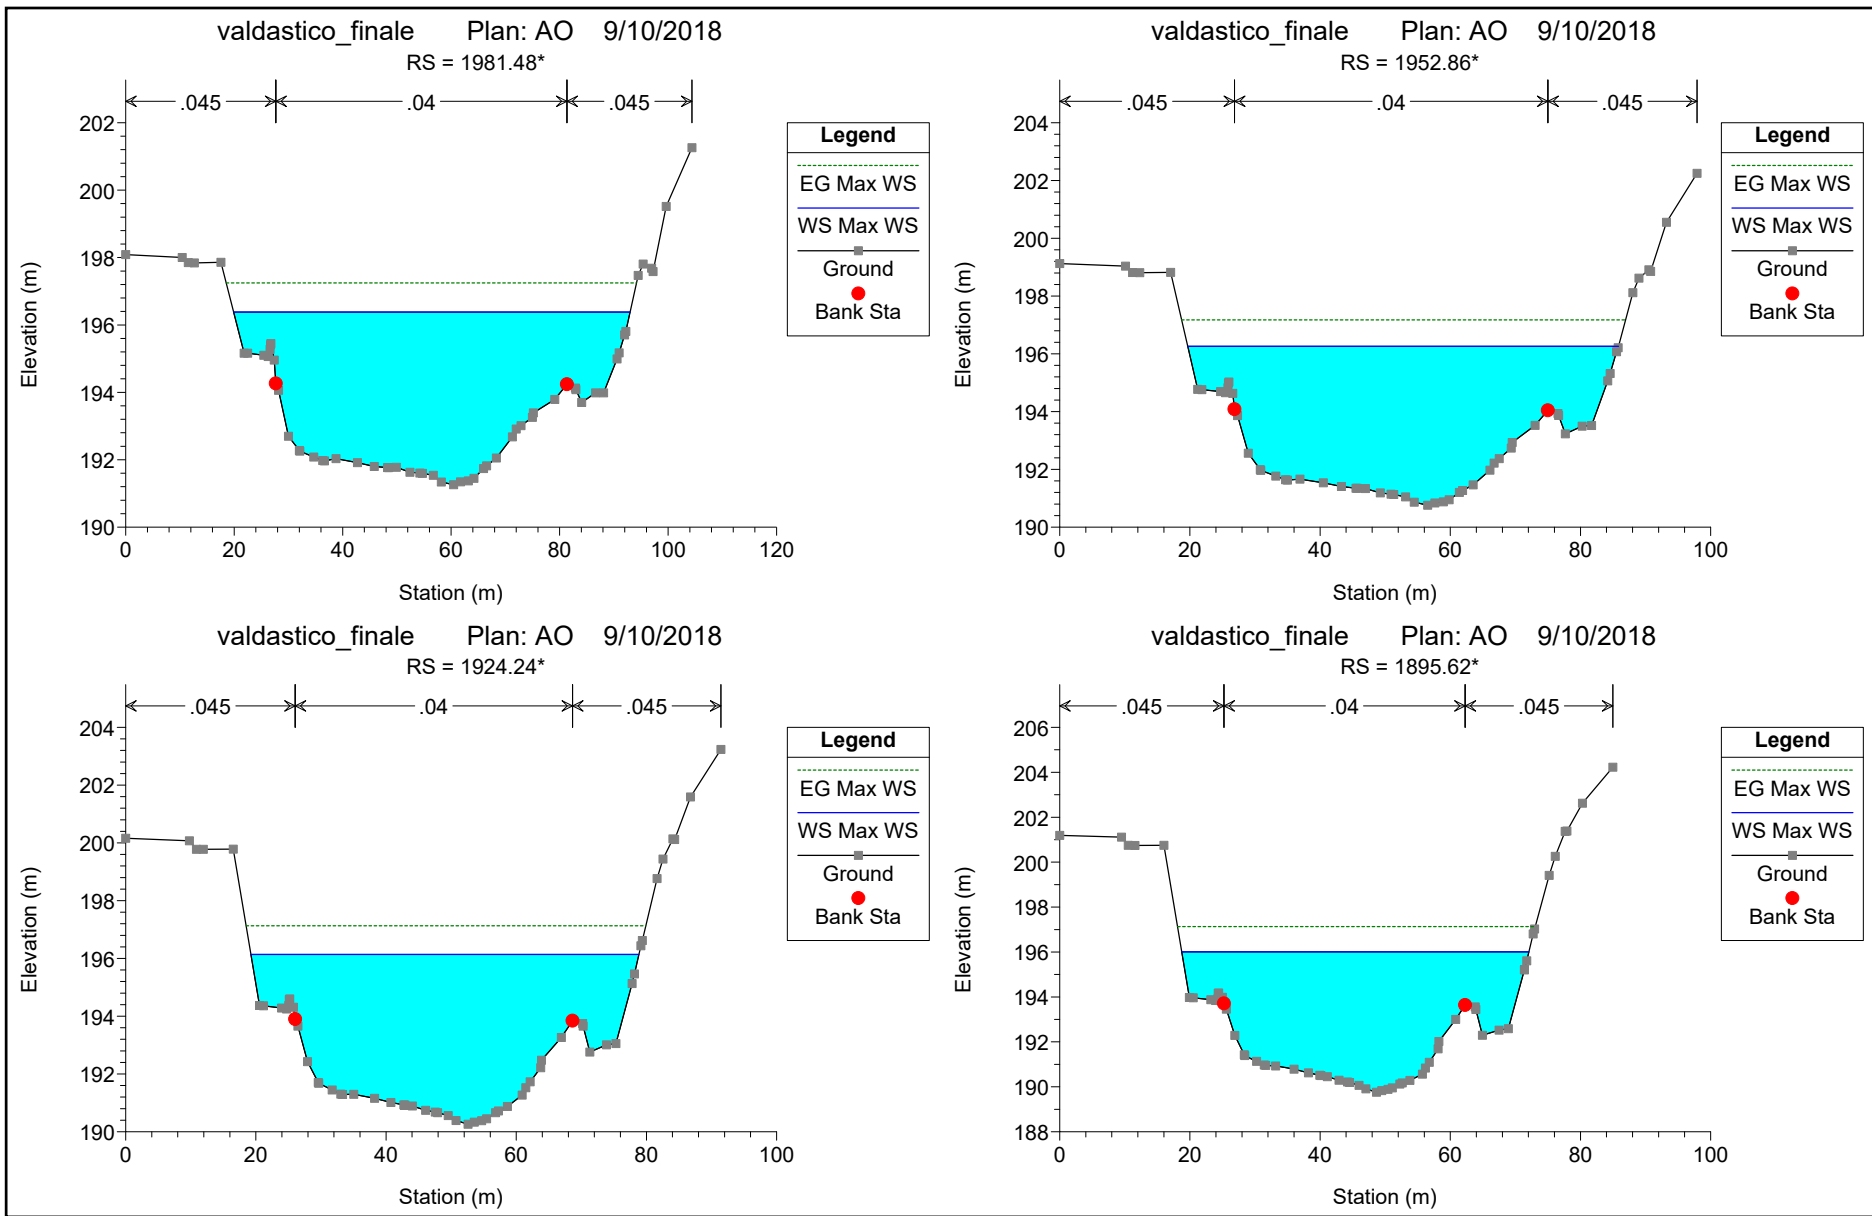 valdastico_finale Plan: AO 9/10/2018
RS = 1981.48*
.045 .04 .045
202
200
198
196
194
192
190
0 20 40 60 80 100 120
Station (m)
Elevation (m)
Legend
EG Max WS
WS Max WS
Ground
Bank Sta
valdastico_finale Plan: AO 9/10/2018
RS = 1952.86*
.045 .04 .045
204
202
200
198
196
194
192
190
0 20 40 60 80 100
Station (m)
Elevation (m)
Legend
EG Max WS
WS Max WS
Ground
Bank Sta
valdastico_finale Plan: AO 9/10/2018
RS = 1924.24*
.045 .04 .045
204
202
200
198
196
194
192
190
0 20 40 60 80 100
Station (m)
Elevation (m)
Legend
EG Max WS
WS Max WS
Ground
Bank Sta
valdastico_finale Plan: AO 9/10/2018
RS = 1895.62*
.045 .04 .045
206
204
202
200
198
196
194
192
190
188
0 20 40 60 80 100
Station (m)
Elevation (m)
Legend
EG Max WS
WS Max WS
Ground
Bank Sta